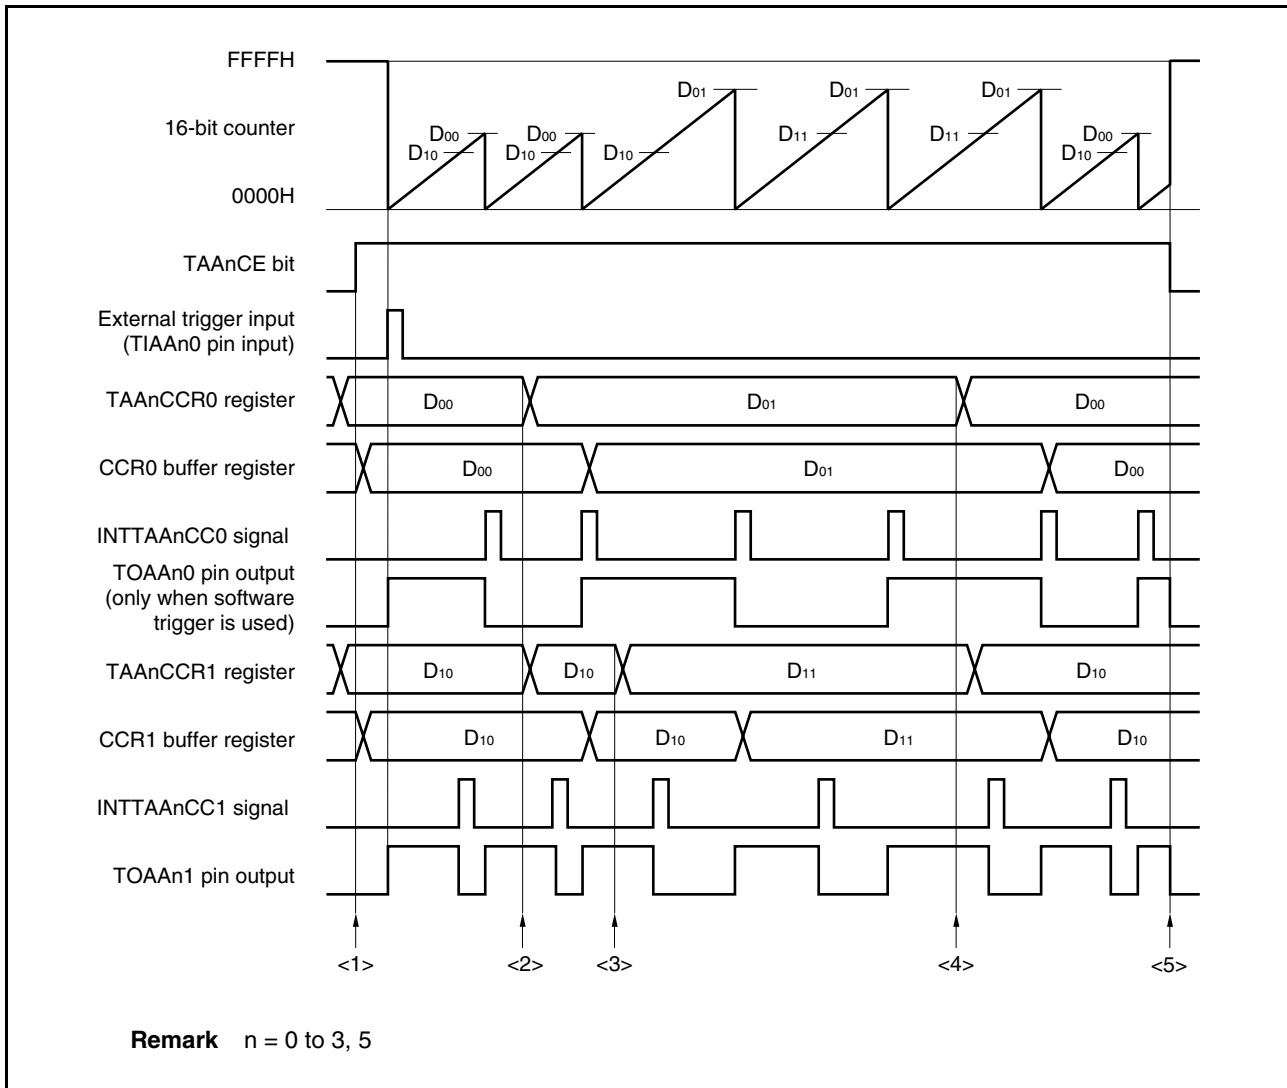 FFFFH
D01 D01 D01
16-bit counter
D00 D00 D11 D11 D00
D10 D10 D10 D10
0000H
TAAnCE bit
External trigger input
(TIAAn0 pin input)
TAAnCCR0 register D00 D01 D00
CCR0 buffer register D00 D01 D00
INTTAAnCC0 signal
TOAAn0 pin output
(only when software
trigger is used)
TAAnCCR1 register D10 D10 D11 D10
CCR1 buffer register D10 D10 D11 D10
INTTAAnCC1 signal
TOAAn1 pin output
<1> <2> <3> <4> <5>
Remark n = 0 to 3, 5